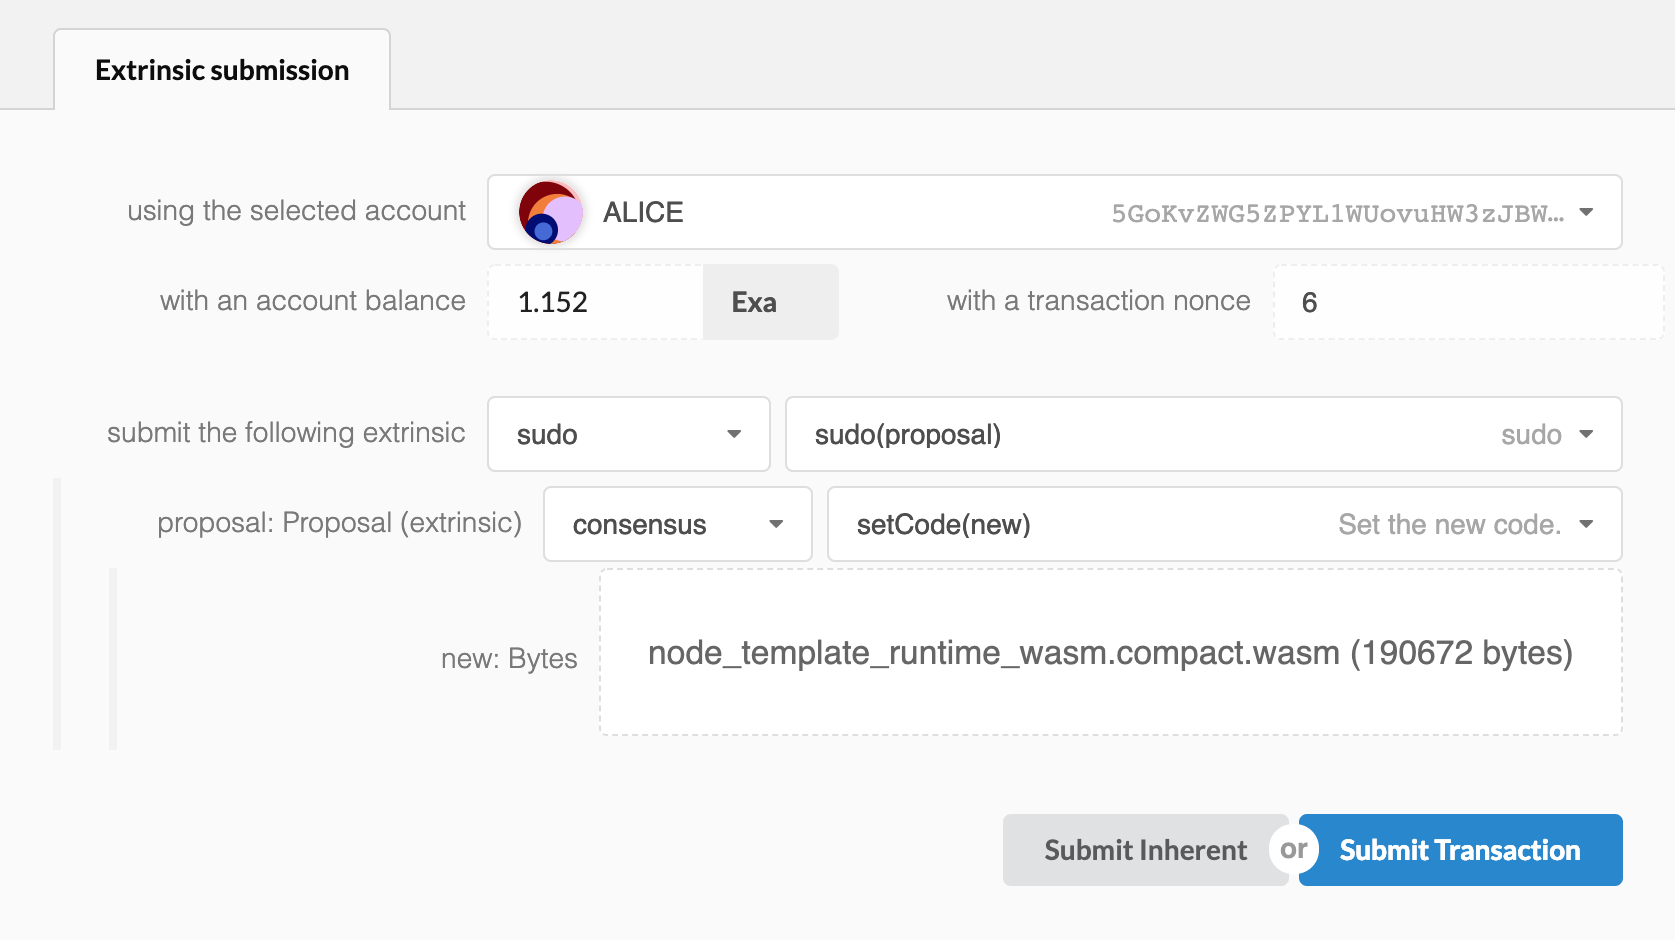 Extrinsic submission
using the selected account ALICE 5GoKvZWG5ZPYL1WUovuHW3zJBW…
with an account balance 1.152 Exa with a transaction nonce 6
submit the following extrinsic sudo sudo(proposal) sudo
proposal: Proposal (extrinsic) consensus setCode(new) Set the new code.
new: Bytes node_template_runtime_wasm.compact.wasm (190672 bytes)
Submit Inherent or Submit Transaction